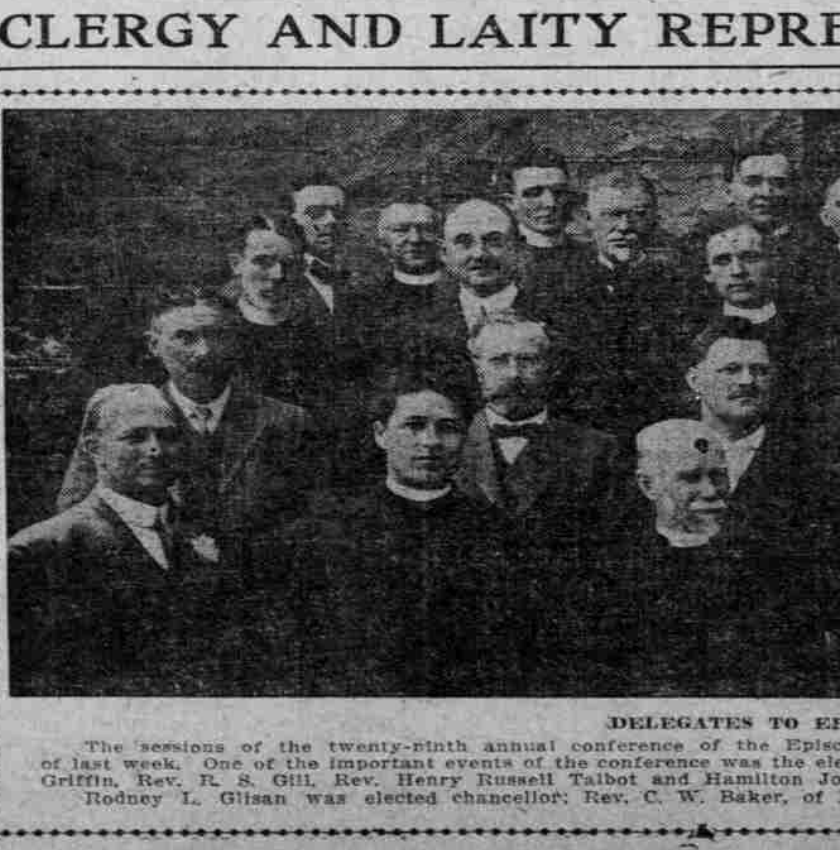 CLERGY AND LAITY REPRE
DELEGATES TO E
The sessions of the twenty-ninth annual conference of the Episc
of last week. One of the important events of the conference was the ele
Griffin, Rev. R. S. Gill, Rev. Henry Russell Talbot and Hamilton Jo
Rodney L. Glisan was elected chancellor; Rev. C. W. Baker, of